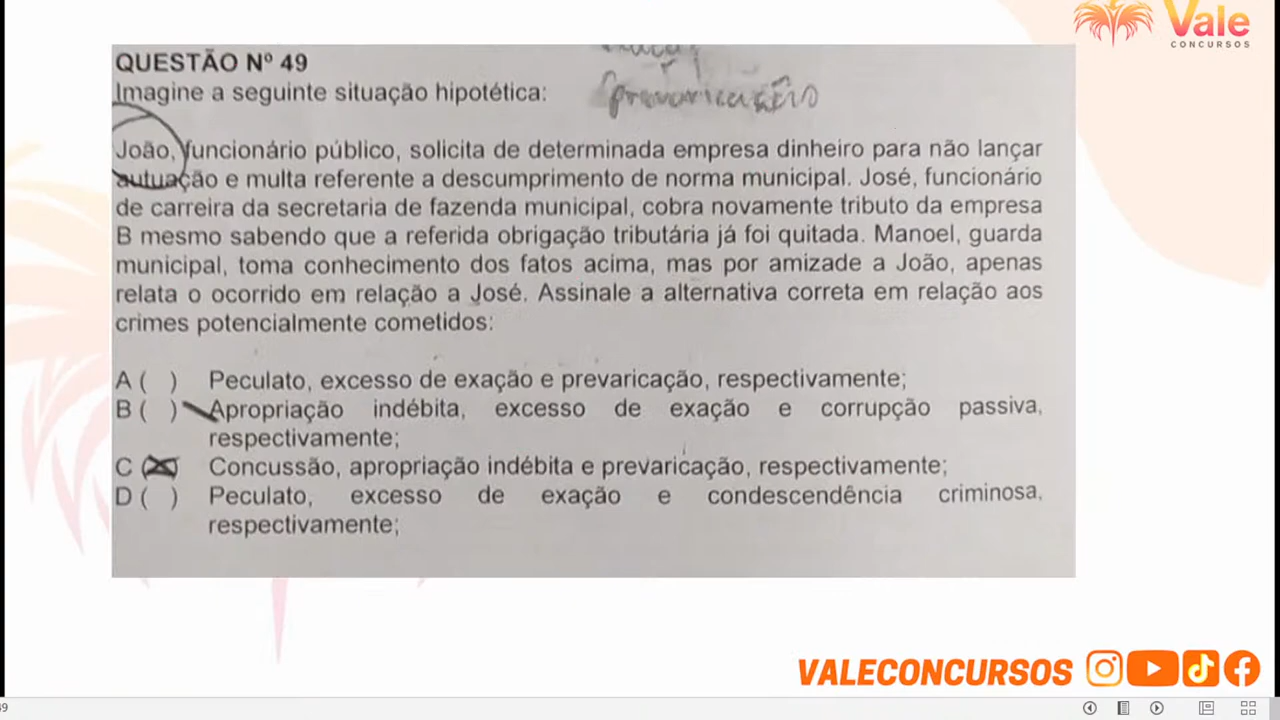 Vale
CONCURSOS
QUESTÃO Nº 49
Imagine a seguinte situação hipotética:
prevaricação
João, funcionário público, solicita de determinada empresa dinheiro para não lançar
autuação e multa referente a descumprimento de norma municipal. José, funcionário
de carreira da secretaria de fazenda municipal, cobra novamente tributo da empresa
B mesmo sabendo que a referida obrigação tributária já foi quitada. Manoel, guarda
municipal, toma conhecimento dos fatos acima, mas por amizade a João, apenas
relata o ocorrido em relação a José. Assinale a alternativa correta em relação aos
crimes potencialmente cometidos:
A ( ) Peculato, excesso de exação e prevaricação, respectivamente;
B ( ) Apropriação indébita, excesso de exação e corrupção passiva,
respectivamente;
C (X) Concussão, apropriação indébita e prevaricação, respectivamente;
D ( ) Peculato, excesso de exação e condescendência criminosa,
respectivamente;
VALECONCURSOS
49